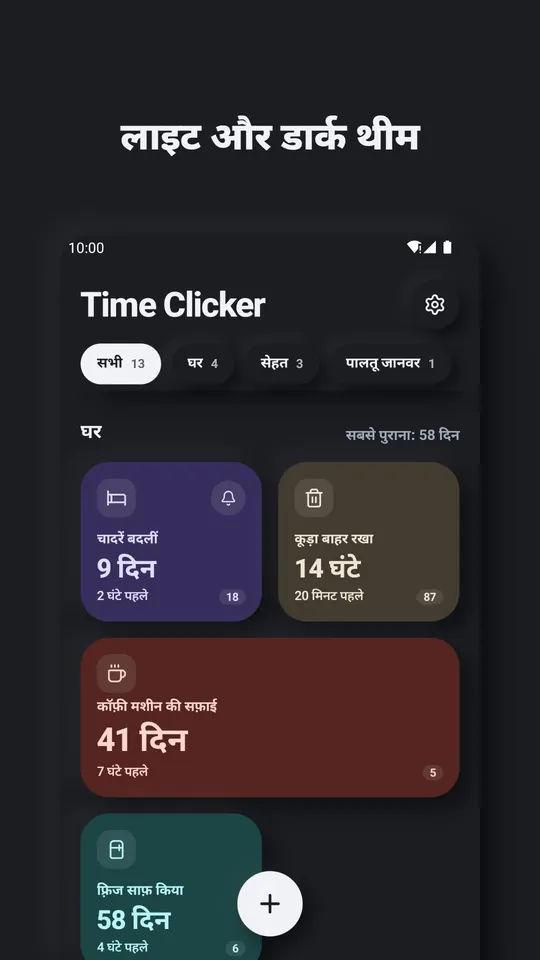 लाइट और डार्क थीम
10:00
Time Clicker
सभी 13 घर 4 सेहत 3 पालतू जानवर 1
घर सबसे पुराना: 58 दिन
चादरें बदलीं
9 दिन
2 घंटे पहले 18
कूड़ा बाहर रखा
14 घंटे
20 मिनट पहले 87
कॉफ़ी मशीन की सफ़ाई
41 दिन
7 घंटे पहले 5
फ़्रिज साफ़ किया
58 दिन
4 घंटे पहले 6